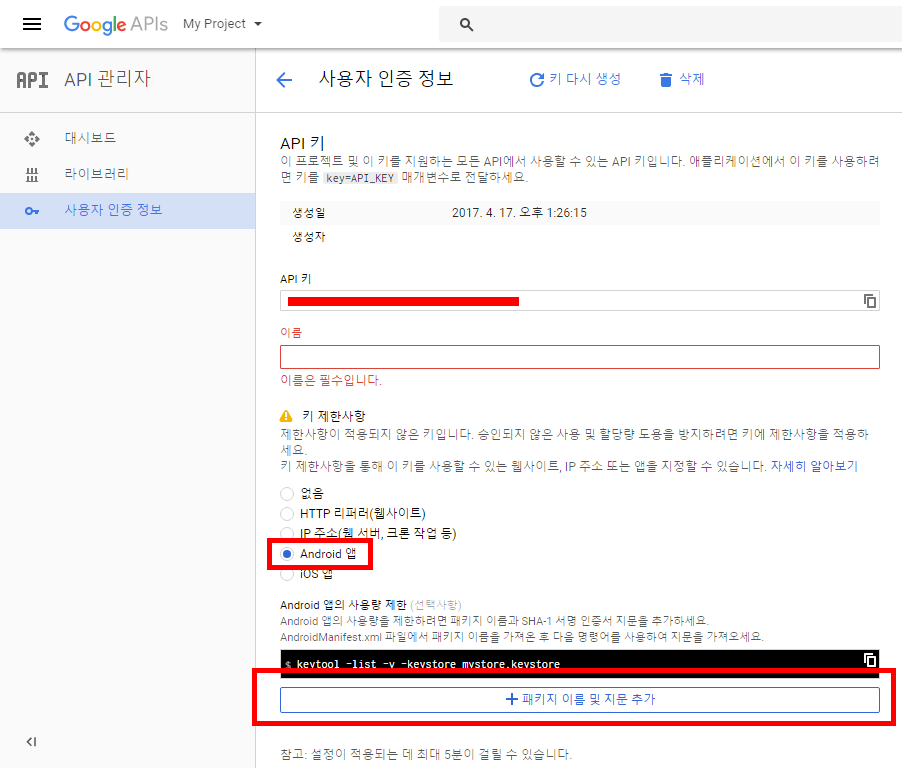 Google APIs My Project
API API 관리자
사용자 인증 정보 키 다시 생성 삭제
대시보드
라이브러리
사용자 인증 정보
API 키
이 프로젝트 및 이 키를 지원하는 모든 API에서 사용할 수 있는 API 키입니다. 애플리케이션에서 이 키를 사용하려
면 키를 key=API_KEY 매개변수로 전달하세요.
생성일 2017. 4. 17. 오후 1:26:15
생성자
API 키
이름
이름은 필수입니다.
키 제한사항
제한사항이 적용되지 않은 키입니다. 승인되지 않은 사용 및 할당량 도용을 방지하려면 키에 제한사항을 적용하
세요.
키 제한사항을 통해 이 키를 사용할 수 있는 웹사이트, IP 주소 또는 앱을 지정할 수 있습니다. 자세히 알아보기
없음
HTTP 리퍼러(웹사이트)
IP 주소(웹 서버, 크론 작업 등)
Android 앱
iOS 앱
Android 앱의 사용량 제한 (선택사항)
Android 앱의 사용량을 제한하려면 패키지 이름과 SHA-1 서명 인증서 지문을 추가하세요.
AndroidManifest.xml 파일에서 패키지 이름을 가져온 후 다음 명령어를 사용하여 지문을 가져오세요.
$ keytool -list -v -keystore mystore.keystore
+ 패키지 이름 및 지문 추가
참고: 설정이 적용되는 데 최대 5분이 걸릴 수 있습니다.